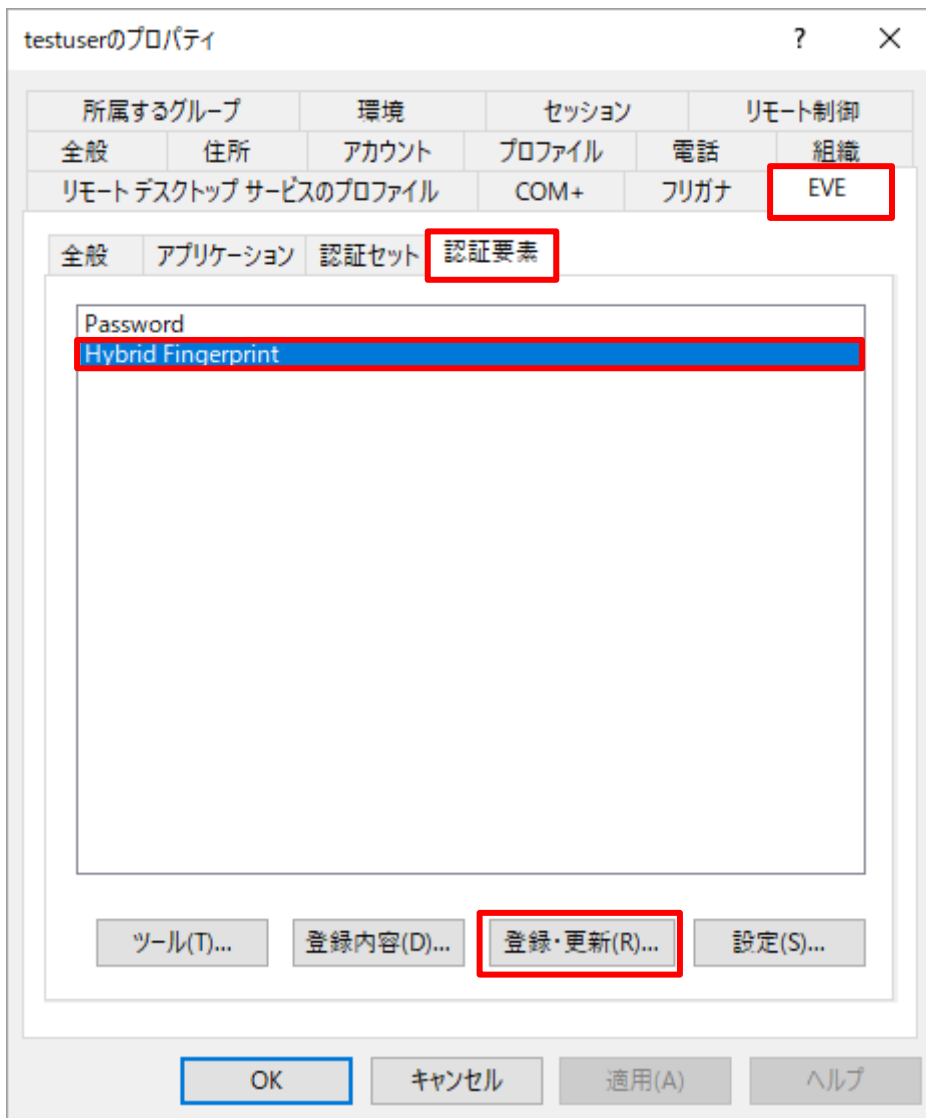 testuserのプロパティ ?
所属するグループ 環境 セッション リモート制御
全般 住所 アカウント プロファイル 電話 組織
リモート デスクトップ サービスのプロファイル COM+ フリガナ EVE
全般 アプリケーション 認証セット 認証要素
Password
Hybrid Fingerprint
ツール(T)... 登録内容(D)... 登録・更新(R)... 設定(S)...
OK キャンセル 適用(A) ヘルプ